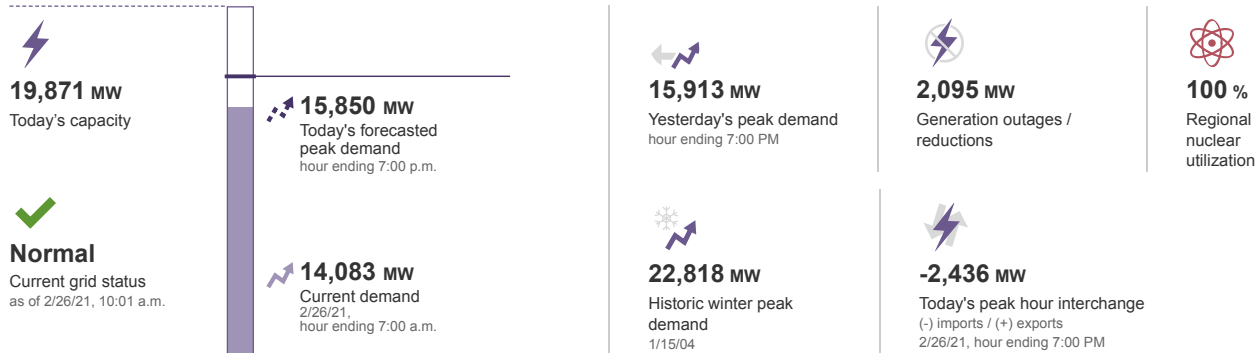 19,871 MW
Today's capacity
Normal
Current grid status
as of 2/26/21, 10:01 a.m.
15,850 MW
Today's forecasted
peak demand
hour ending 7:00 p.m.
14,083 MW
Current demand
2/26/21,
hour ending 7:00 a.m.
15,913 MW
Yesterday's peak demand
hour ending 7:00 PM
2,095 MW
Generation outages /
reductions
100 %
Regional
nuclear
utilization
22,818 MW
Historic winter peak
demand
1/15/04
-2,436 MW
Today's peak hour interchange
(-) imports / (+) exports
2/26/21, hour ending 7:00 PM